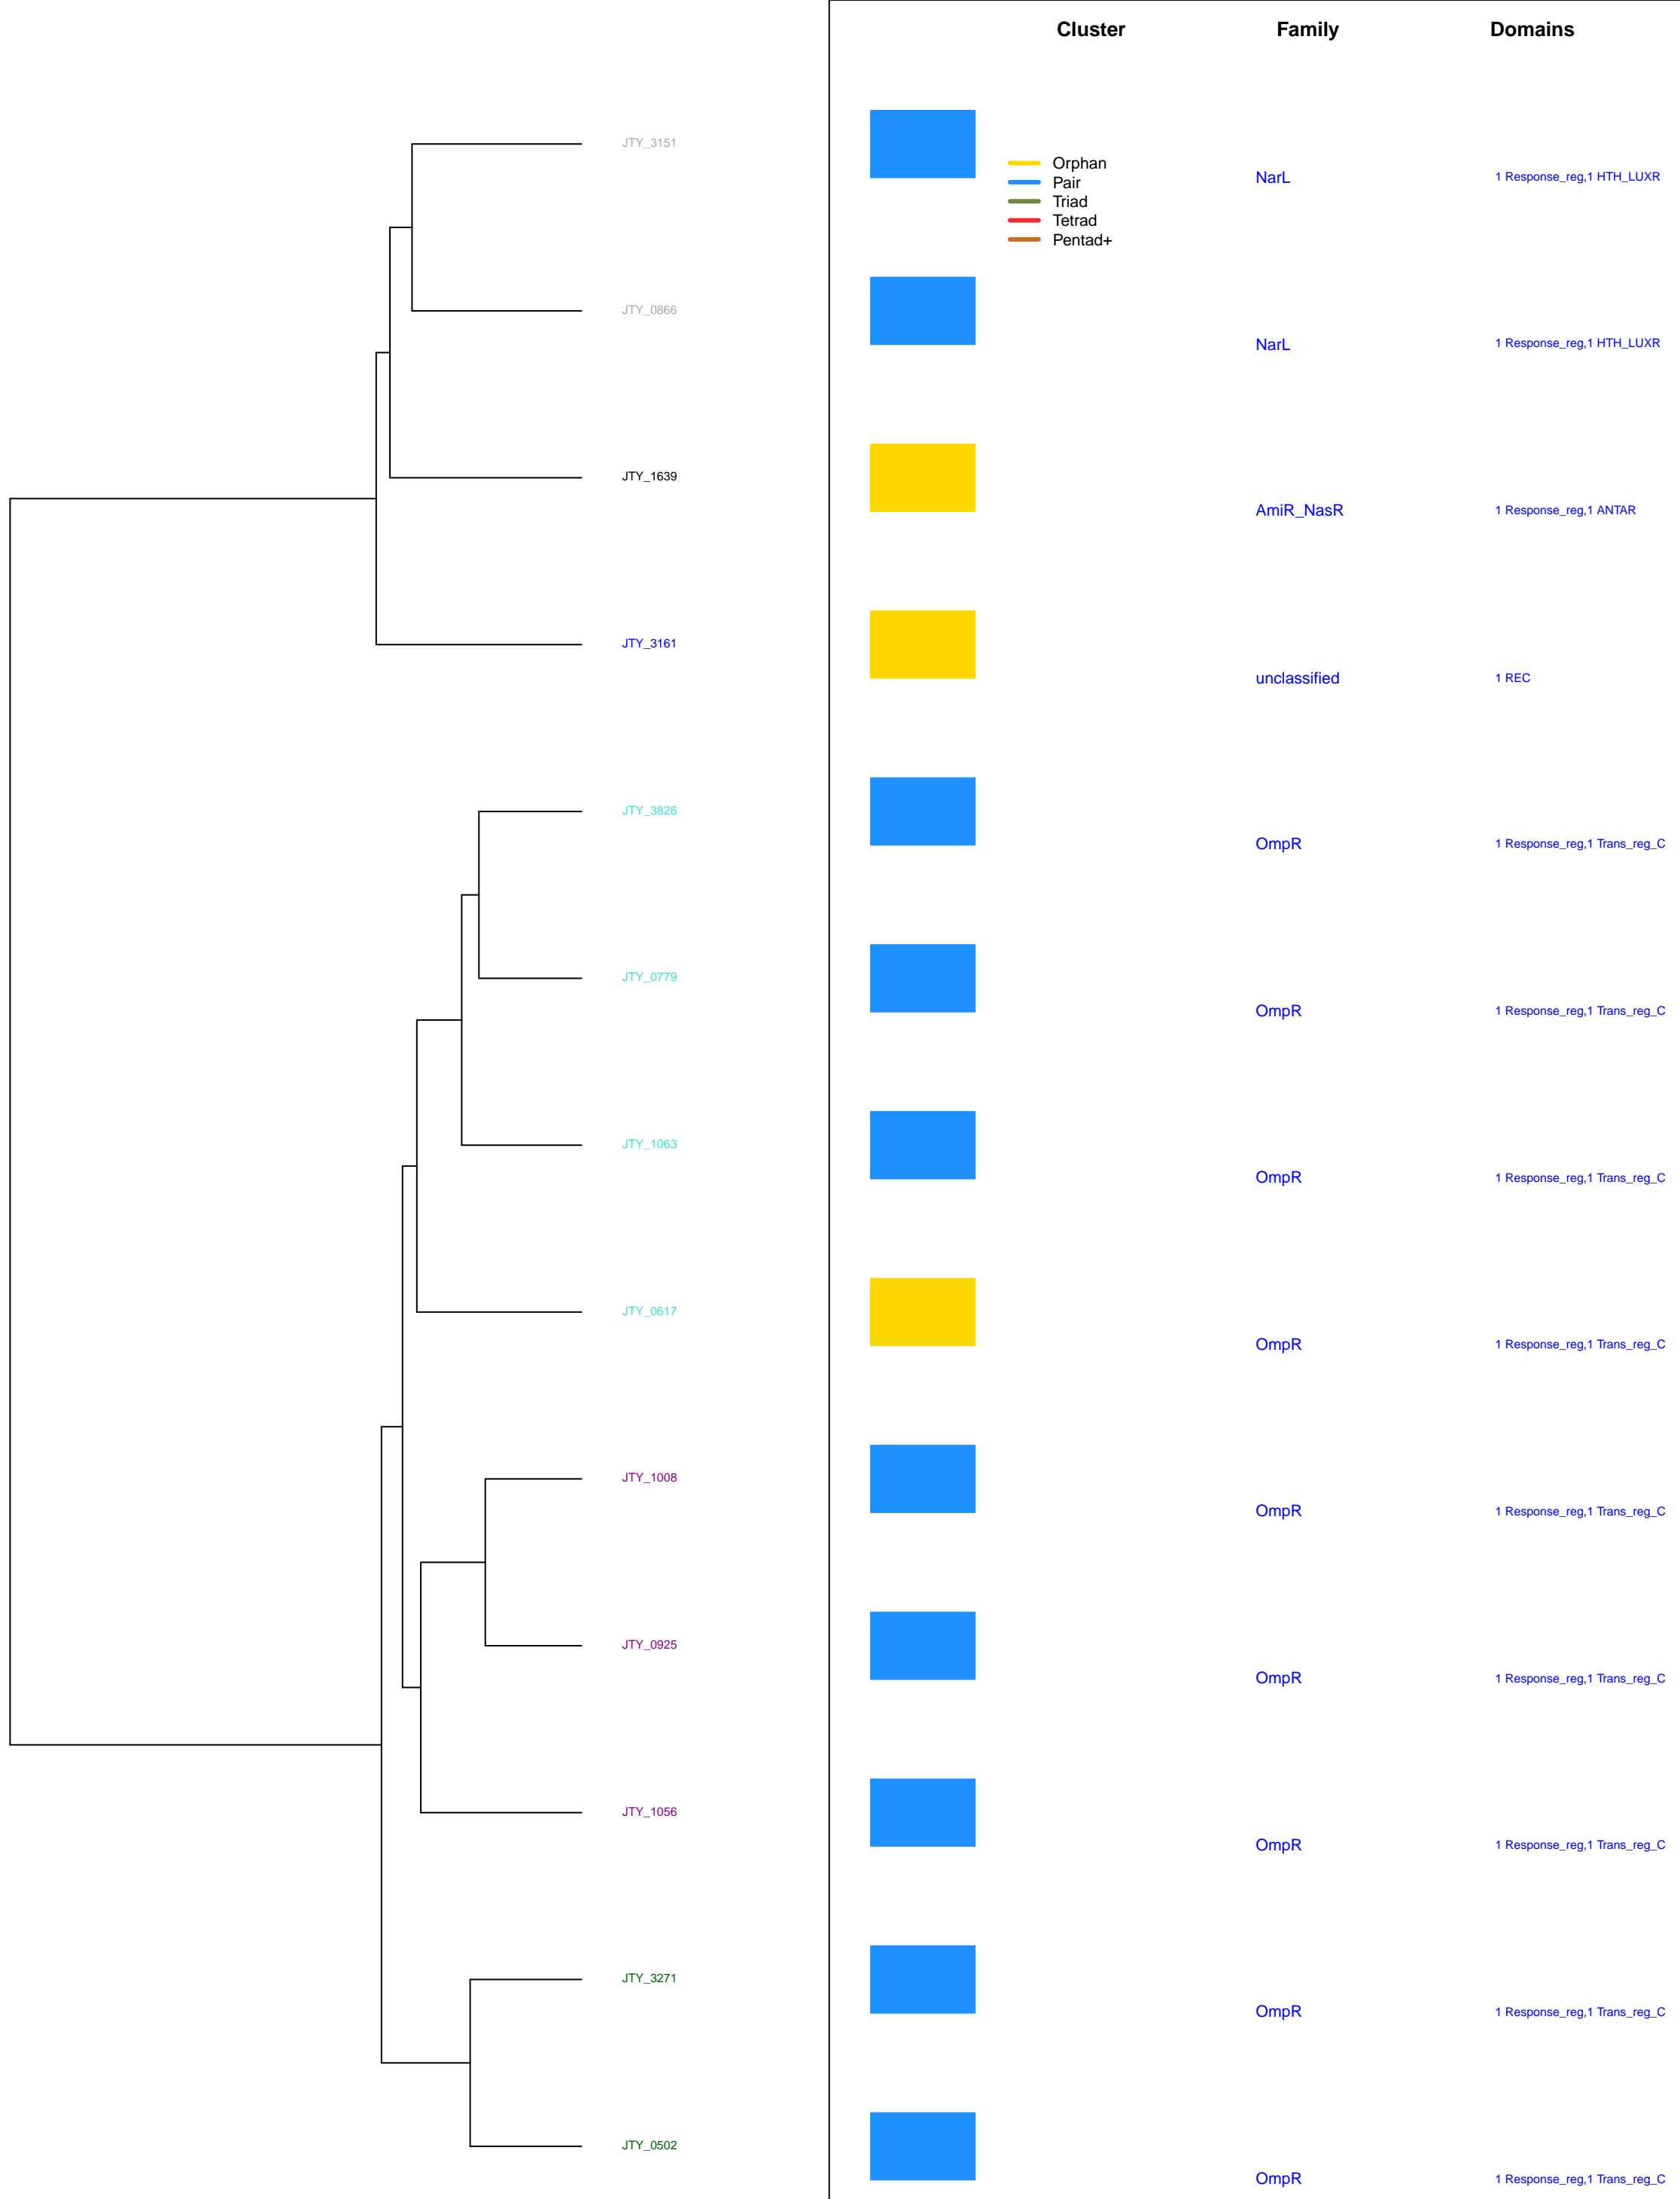 Cluster Family Domains
JTY_3151
Orphan
Pair
NarL 1 Response_reg,1 HTH_LUXR
Triad
Tetrad
Pentad+
JTY_0866
NarL 1 Response_reg,1 HTH_LUXR
JTY_1639
AmiR_NasR 1 Response_reg,1 ANTAR
JTY_3161
unclassified 1 REC
JTY_3826
OmpR 1 Response_reg,1 Trans_reg_C
JTY_0779
OmpR 1 Response_reg,1 Trans_reg_C
JTY_1063
OmpR 1 Response_reg,1 Trans_reg_C
JTY_0617
OmpR 1 Response_reg,1 Trans_reg_C
JTY_1008
OmpR 1 Response_reg,1 Trans_reg_C
JTY_0925
OmpR 1 Response_reg,1 Trans_reg_C
JTY_1056
OmpR 1 Response_reg,1 Trans_reg_C
JTY_3271
OmpR 1 Response_reg,1 Trans_reg_C
JTY_0502
OmpR 1 Response_reg,1 Trans_reg_C